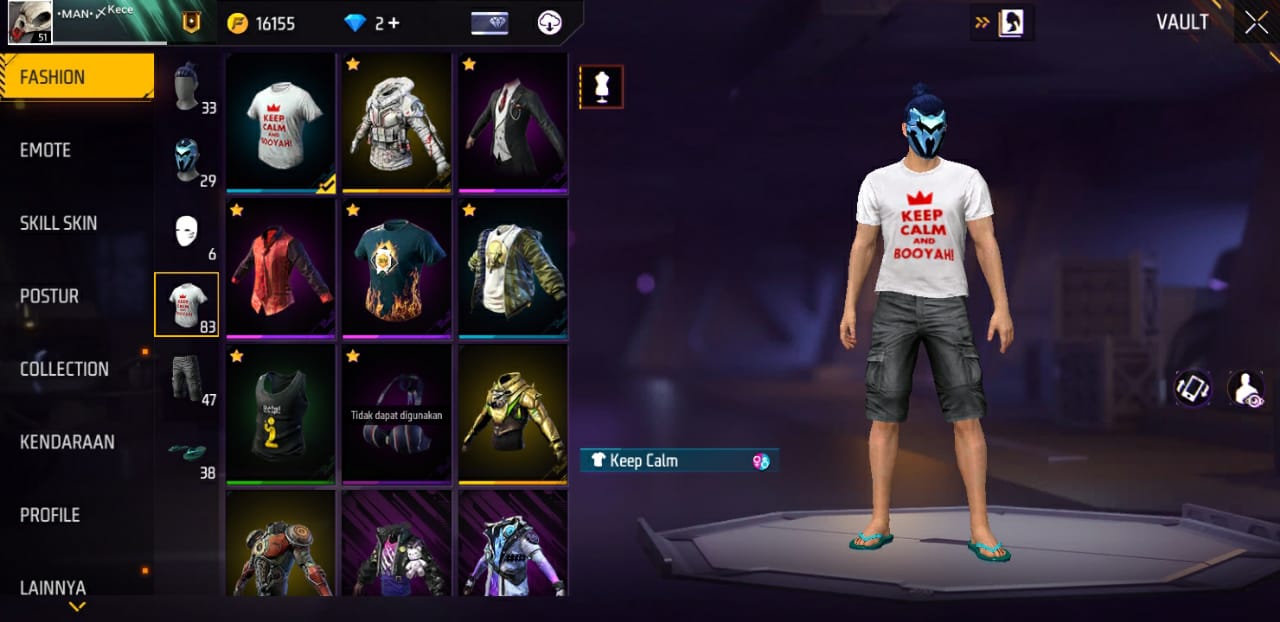 •MAN•✗Kece
51
16155
2 +
VAULT
FASHION
EMOTE
SKILL SKIN
POSTUR
COLLECTION
KENDARAAN
PROFILE
LAINNYA
33
29
6
83
47
38
KEEP
CALM
AND
BOOYAH!
Tidak dapat digunakan
KEEP
CALM
AND
BOOYAH!
Keep Calm